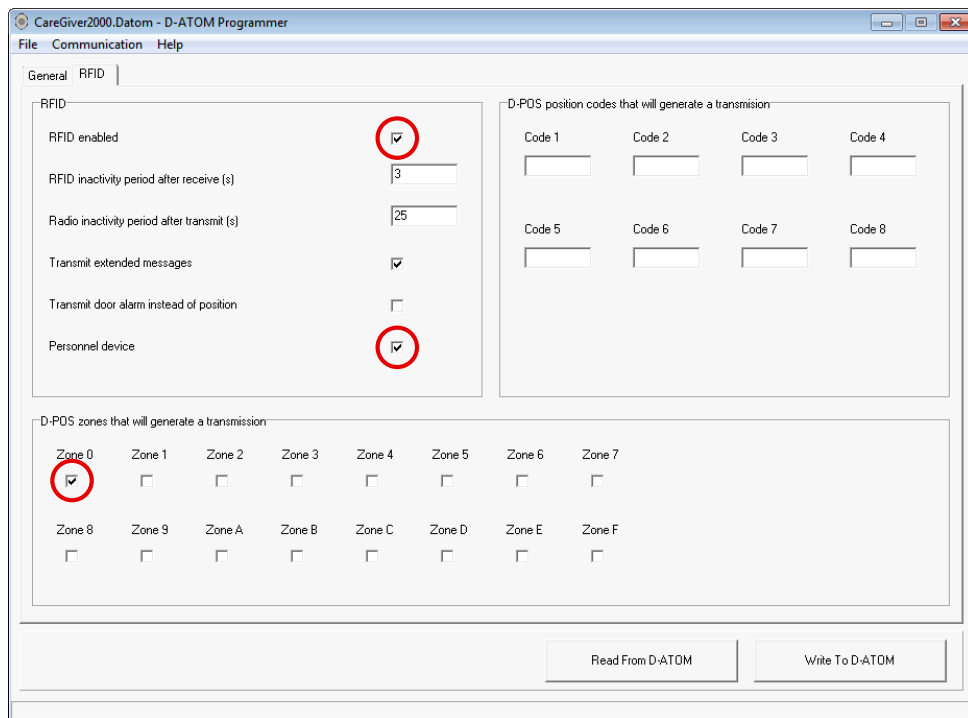 CareGiver2000.Datom - D-ATOM Programmer
File Communication Help
General RFID
RFID
RFID enabled
RFID inactivity period after receive (s) 3
Radio inactivity period after transmit (s) 25
Transmit extended messages
Transmit door alarm instead of position
Personnel device
D-POS position codes that will generate a transmision
Code 1 Code 2 Code 3 Code 4
Code 5 Code 6 Code 7 Code 8
D-POS zones that will generate a transmission
Zone 0 Zone 1 Zone 2 Zone 3 Zone 4 Zone 5 Zone 6 Zone 7
Zone 8 Zone 9 Zone A Zone B Zone C Zone D Zone E Zone F
Read From D-ATOM Write To D-ATOM